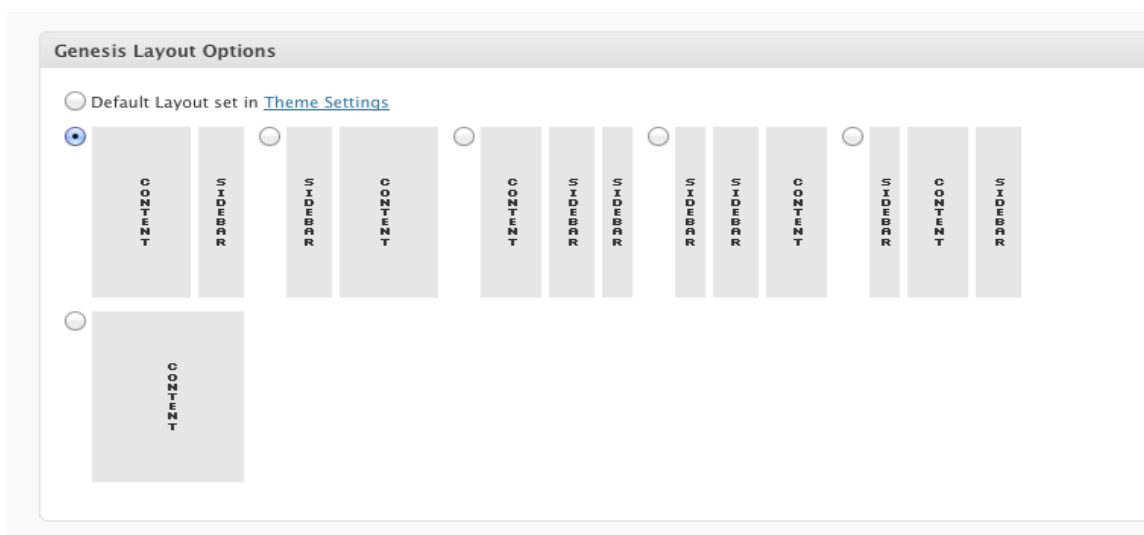 Genesis Layout Options
Default Layout set in Theme Settings
CONTENT SIDEBAR SIDEBAR CONTENT CONTENT SIDEBAR SIDEBAR SIDEBAR SIDEBAR CONTENT SIDEBAR CONTENT SIDEBAR
CONTENT